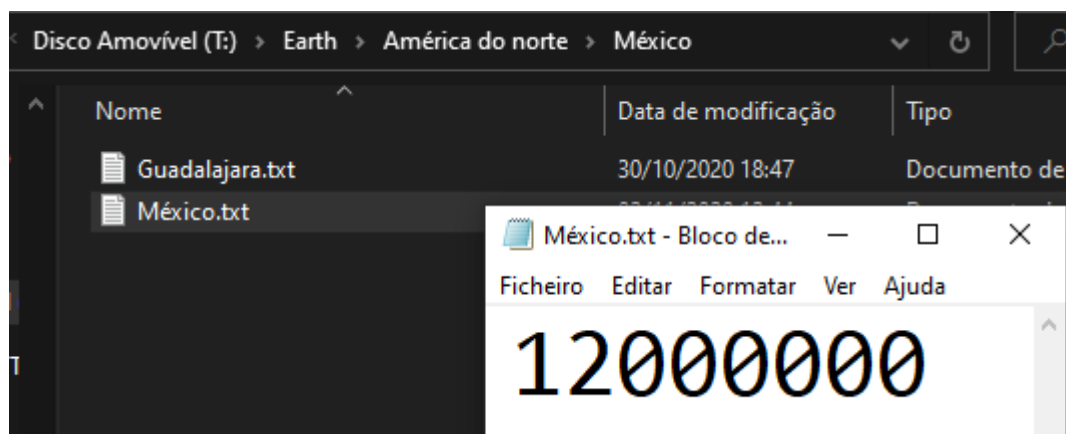 Disco Amovível (T:) > Earth > América do norte > México
Nome Data de modificação Tipo
Guadalajara.txt 30/10/2020 18:47 Documento de
México.txt
México.txt - Bloco de...
Ficheiro Editar Formatar Ver Ajuda
12000000